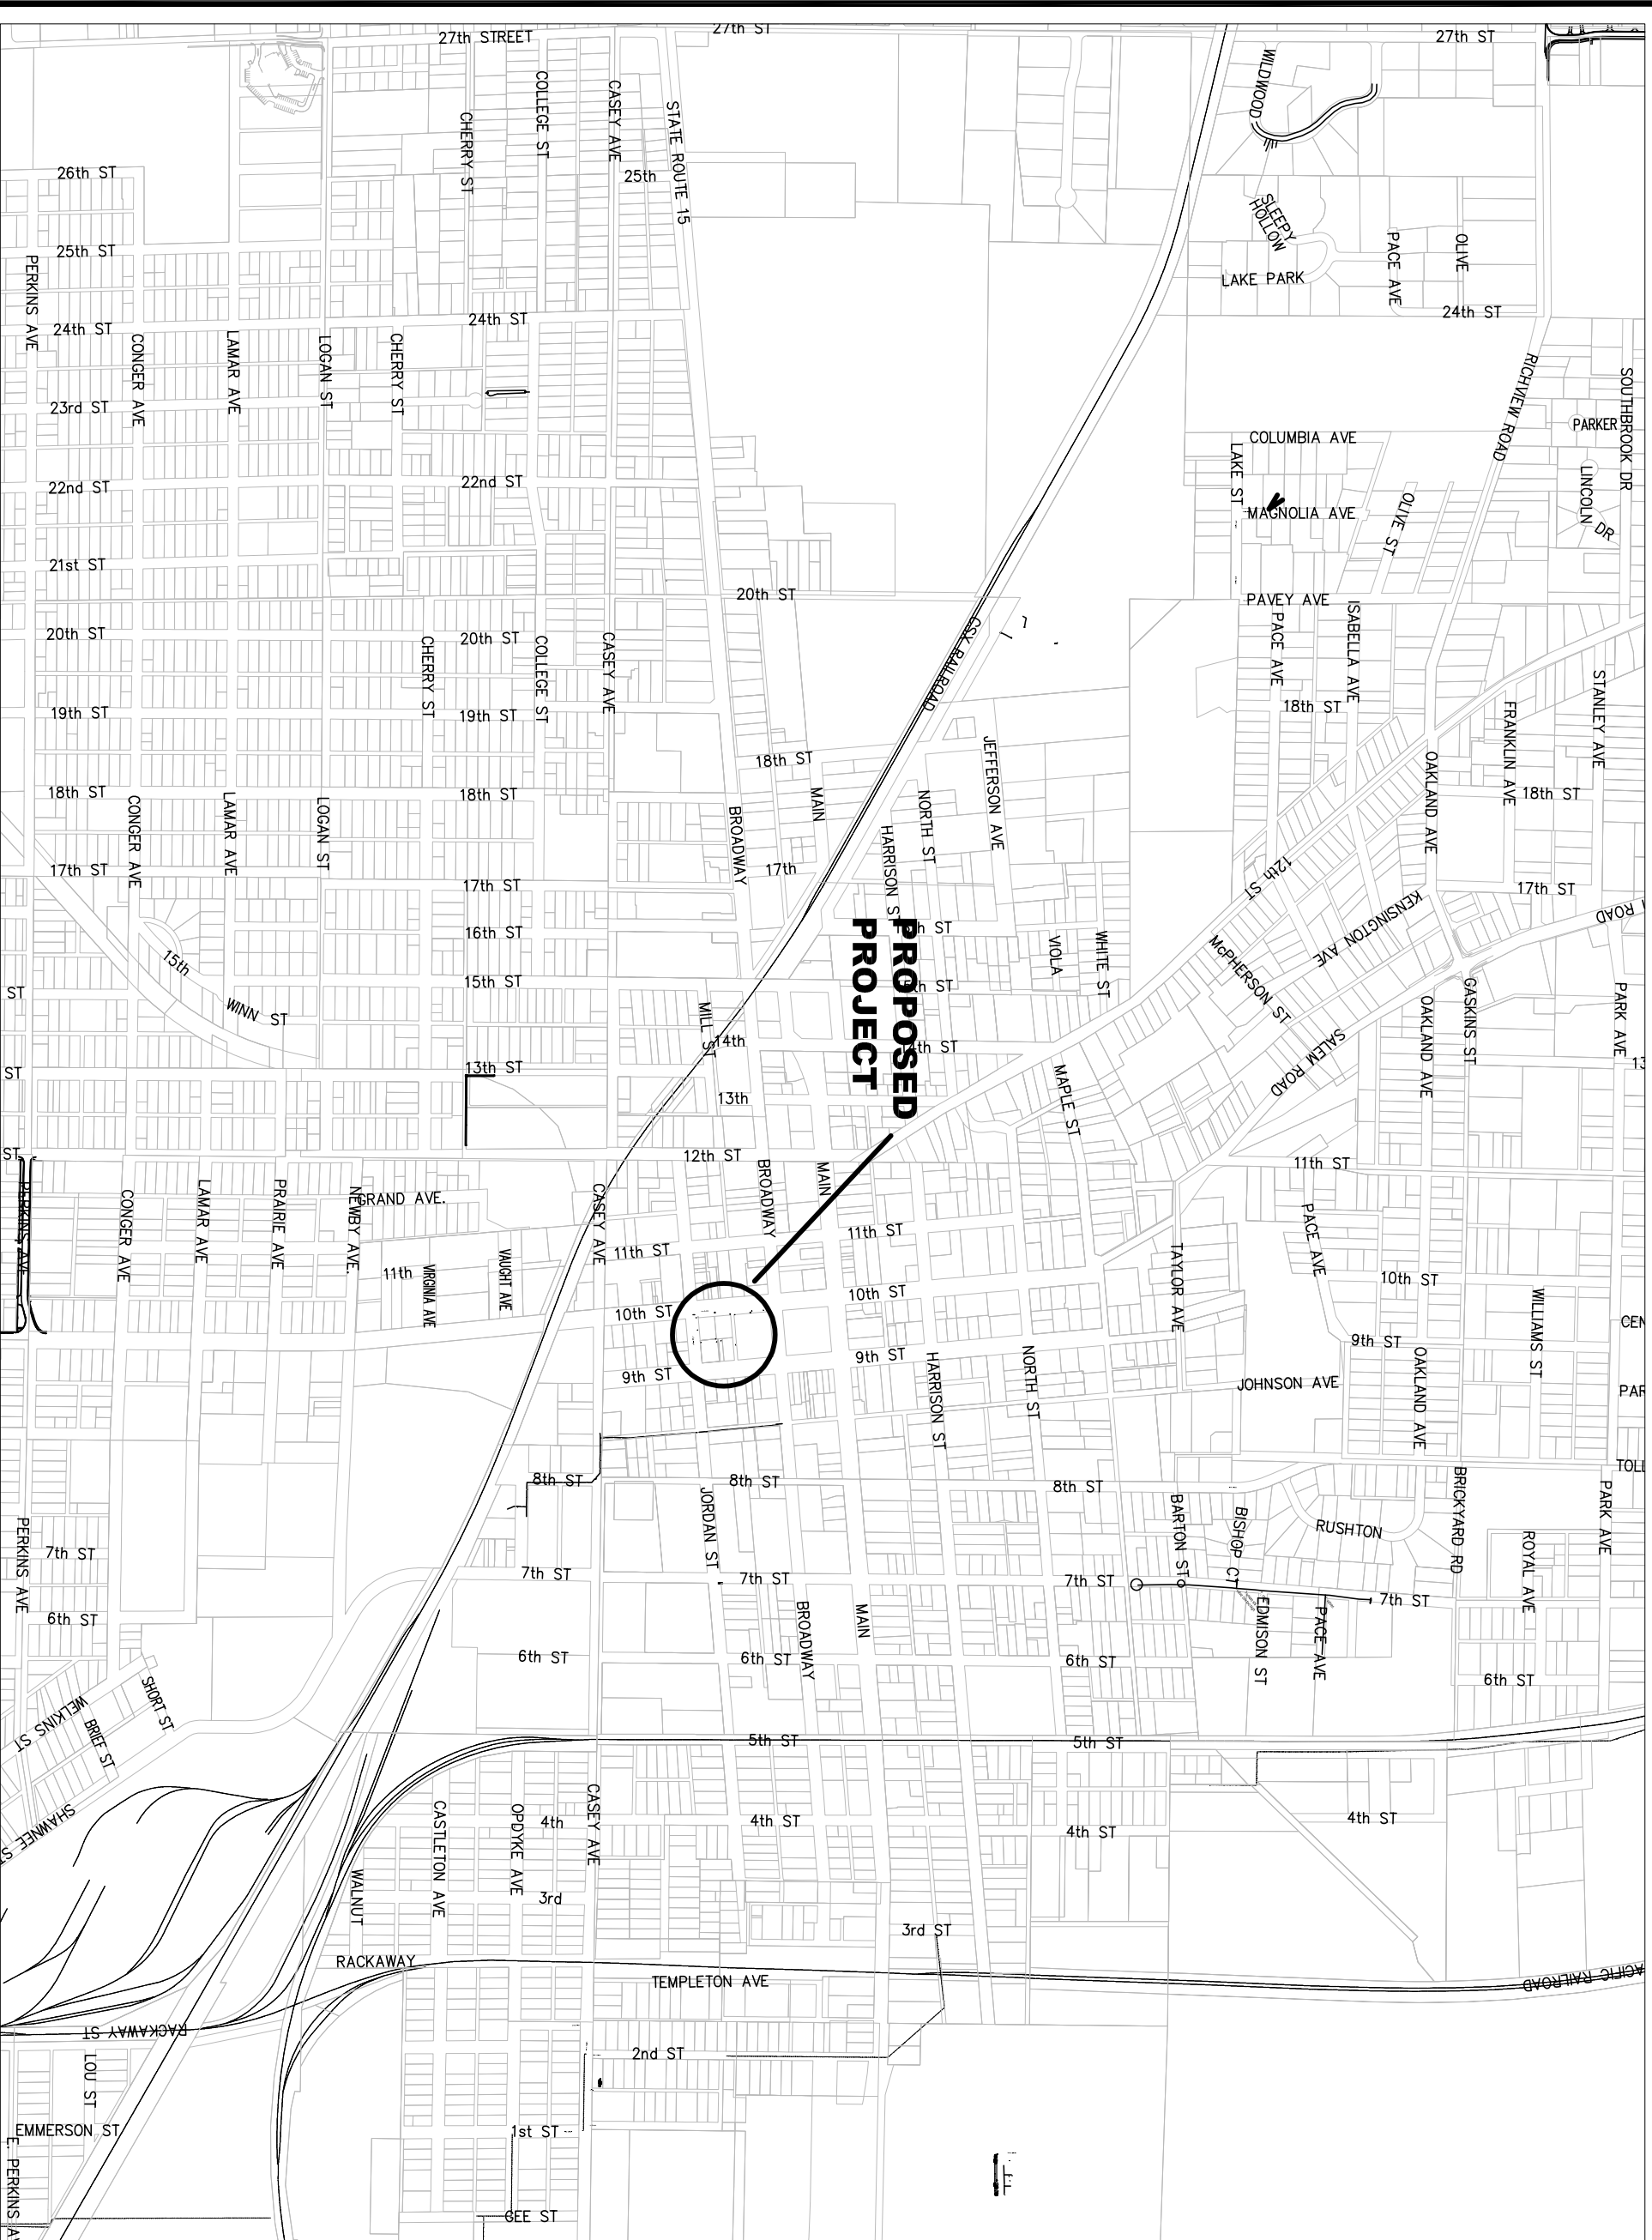 27th STREET
27th ST
27th ST
WILDWOOD
COLLEGE ST
CASEY AVE
STATE ROUTE 15
CHERRY ST
26th ST
25th
SLEEPY
HOLLOW
25th ST
PERKINS AVE
PACE AVE
OLIVE
LAKE PARK
24th ST
24th ST
24th ST
CONGER AVE
LAMAR AVE
LOGAN ST
CHERRY ST
RICHVIEW ROAD
SOUTHBROOK DR
23rd ST
PARKER
COLUMBIA AVE
LAKE ST
22nd ST
22nd ST
LINCOLN
DR
MAGNOLIA AVE
OLIVE ST
21st ST
20th ST
PAVEY AVE
PACE AVE
ISABELLA AVE
20th ST
20th ST
CHERRY ST
COLLEGE ST
CASEY AVE
CSX RAILROAD
STANLEY AVE
19th ST
19th ST
18th ST
FRANKLIN AVE
18th ST
MAIN
JEFFERSON AVE
OAKLAND AVE
18th ST
18th ST
18th ST
CONGER AVE
LAMAR AVE
LOGAN ST
BROADWAY
HARRISON ST
NORTH ST
17th ST
17th
17th ST
17th ST
12th ST
KENSINGTON AVE
ROAD
PROPOSED
PROJECT
16th ST
VIOLA
WHITE ST
McPHERSON ST
15th
15th ST
ST
GASKINS ST
PARK AVE
OAKLAND AVE
WINN ST
MILL ST
14th
SALEM ROAD
ST
13th ST
13th
MAPLE ST
13
ST
12th ST
BROADWAY
MAIN
11th ST
PERKINS AVE
CONGER AVE
LAMAR AVE
PRAIRIE AVE
NEWBY AVE.
GRAND AVE.
CASEY AVE
PACE AVE
11th ST
11th ST
11th
VIRGINIA AVE
VAUGHT AVE
TAYLOR AVE
10th ST
10th ST
10th ST
WILLIAMS ST
CEN
9th ST
9th ST
9th ST
HARRISON ST
NORTH ST
JOHNSON AVE
OAKLAND AVE
PAR
8th ST
8th ST
8th ST
TOLL
JORDAN ST
BARTON ST
BISHOP CT
RUSHTON
BRICKYARD RD
PARK AVE
ROYAL AVE
PERKINS AVE
7th ST
7th ST
7th ST
7th ST
7th ST
6th ST
BROADWAY
MAIN
EDMISON ST
PACE AVE
6th ST
6th ST
6th ST
6th ST
WELKINS ST
BRIEF ST
SHORT ST
5th ST
5th ST
SHAWNEE ST
CASTLETON AVE
OPDYKE AVE
CASEY AVE
4th
4th ST
4th ST
4th ST
WALNUT
3rd
3rd ST
RACKAWAY
TEMPLETON AVE
ACIFIC RAILROAD
RACKAWAY ST
2nd ST
LOU ST
EMMERSON ST
1st ST
E. PERKINS AV
GEE ST